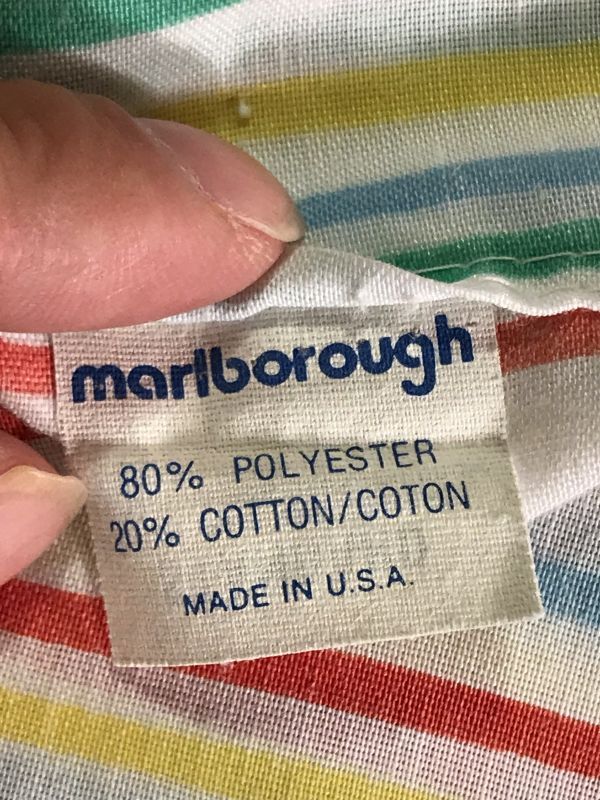 marlborough
80% POLYESTER
20% COTTON/COTON
MADE IN U.S.A.